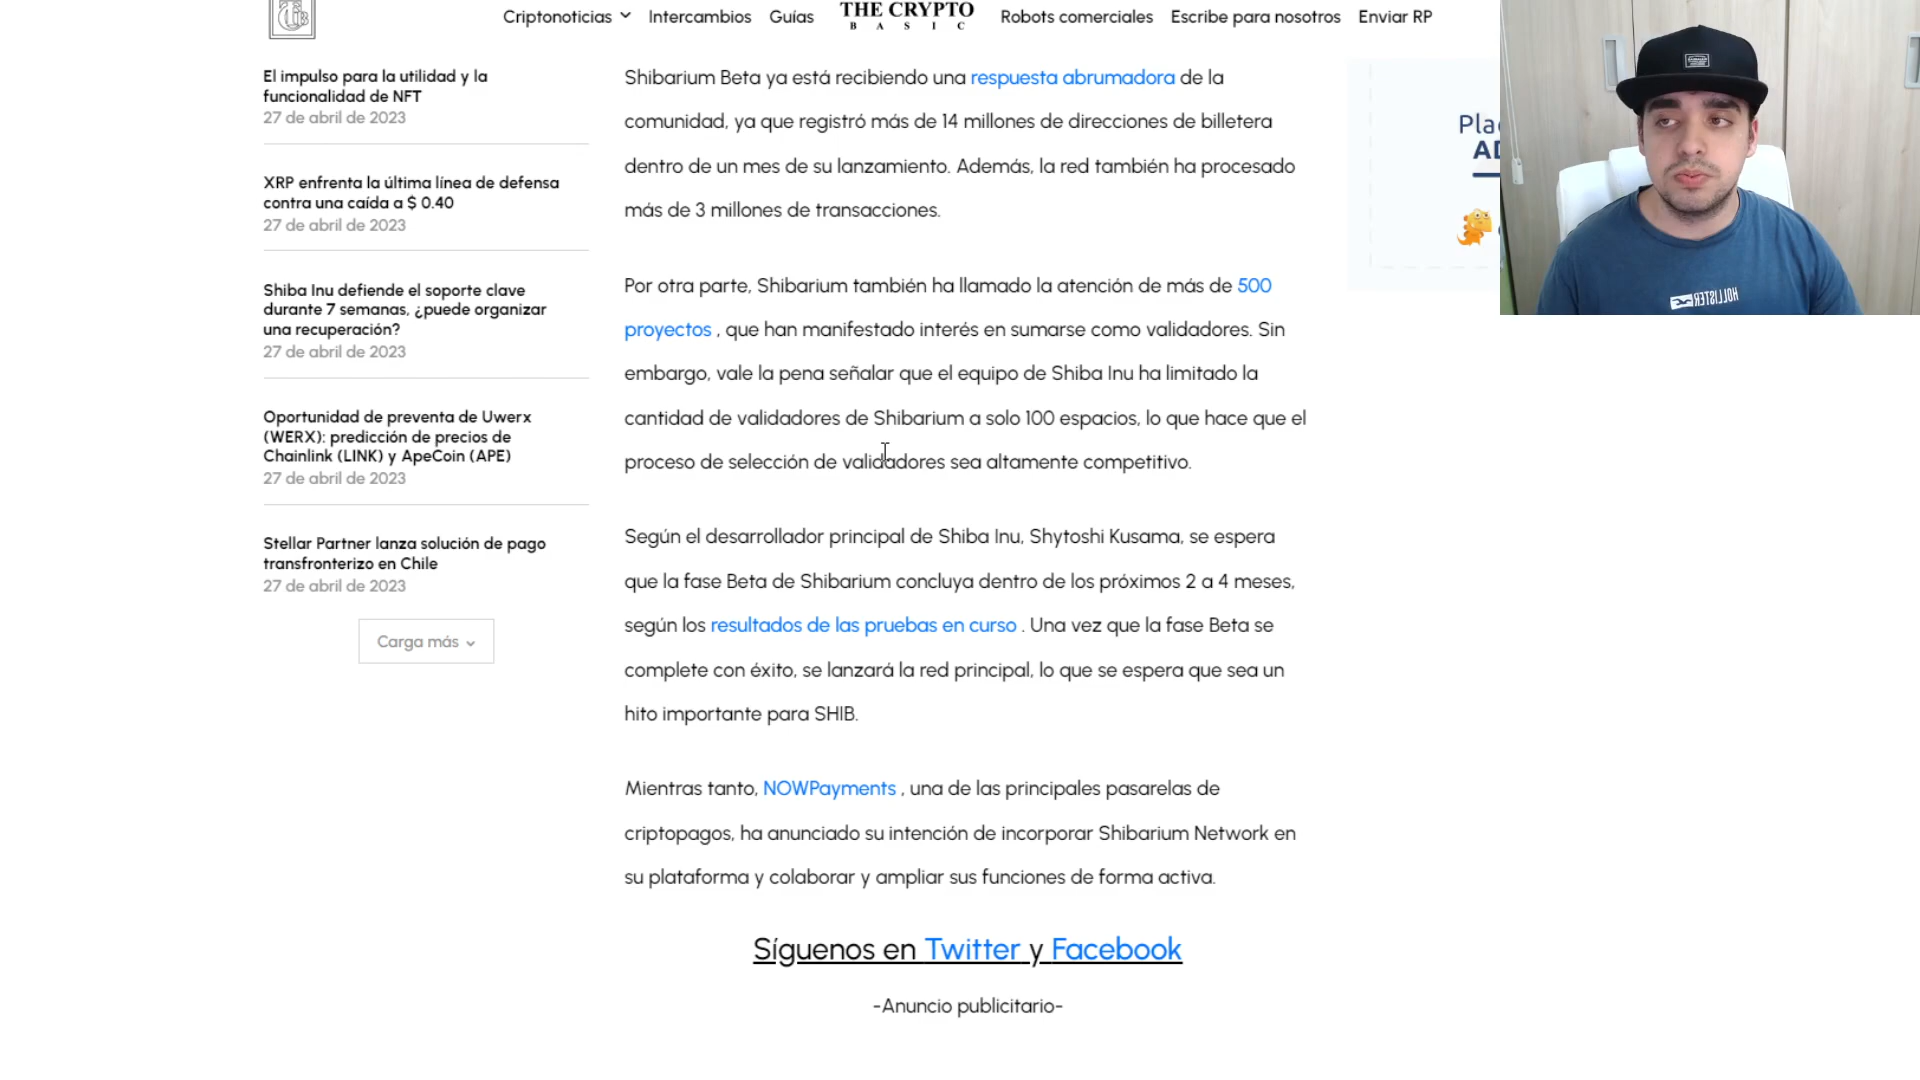 Criptonoticias
Intercambios
Guías
THE CRYPTO
BASIC
Robots comerciales
Escribe para nosotros
Enviar RP
El impulso para la utilidad y la
funcionalidad de NFT
27 de abril de 2023
XRP enfrenta la última línea de defensa
contra una caída a $ 0.40
27 de abril de 2023
Shiba Inu defiende el soporte clave
durante 7 semanas, ¿puede organizar
una recuperación?
27 de abril de 2023
Oportunidad de preventa de Uwerx
(WERX): predicción de precios de
Chainlink (LINK) y ApeCoin (APE)
27 de abril de 2023
Stellar Partner lanza solución de pago
transfronterizo en Chile
27 de abril de 2023
Carga más
Shibarium Beta ya está recibiendo una respuesta abrumadora de la
comunidad, ya que registró más de 14 millones de direcciones de billetera
dentro de un mes de su lanzamiento. Además, la red también ha procesado
más de 3 millones de transacciones.
Por otra parte, Shibarium también ha llamado la atención de más de 500
proyectos , que han manifestado interés en sumarse como validadores. Sin
embargo, vale la pena señalar que el equipo de Shiba Inu ha limitado la
cantidad de validadores de Shibarium a solo 100 espacios, lo que hace que el
proceso de selección de validadores sea altamente competitivo.
Según el desarrollador principal de Shiba Inu, Shytoshi Kusama, se espera
que la fase Beta de Shibarium concluya dentro de los próximos 2 a 4 meses,
según los resultados de las pruebas en curso . Una vez que la fase Beta se
complete con éxito, se lanzará la red principal, lo que se espera que sea un
hito importante para SHIB.
Mientras tanto, NOWPayments , una de las principales pasarelas de
criptopagos, ha anunciado su intención de incorporar Shibarium Network en
su plataforma y colaborar y ampliar sus funciones de forma activa.
Síguenos en Twitter y Facebook
-Anuncio publicitario-
HOLLISTER